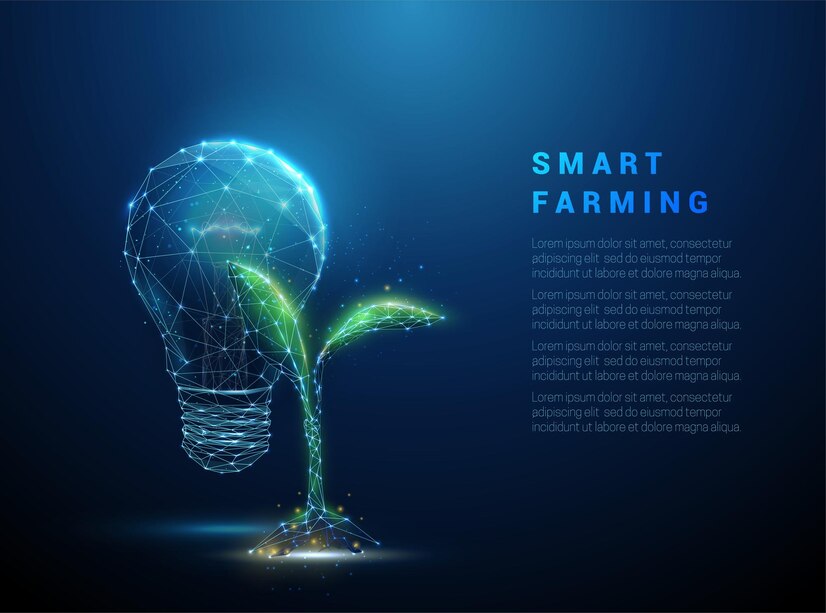 SMART
FARMING
Lorem ipsum dolor sit amet, consectetur
adipiscing elit sed do eiusmod tempor
incididunt ut labore et dolore magna aliqua.
Lorem ipsum dolor sit amet, consectetur
adipiscing elit sed do eiusmod tempor
incididunt ut labore et dolore magna aliqua.
Lorem ipsum dolor sit amet, consectetur
adipiscing elit sed do eiusmod tempor
incididunt ut labore et dolore magna aliqua.
Lorem ipsum dolor sit amet, consectetur
adipiscing elit sed do eiusmod tempor
incididunt ut labore et dolore magna aliqua.